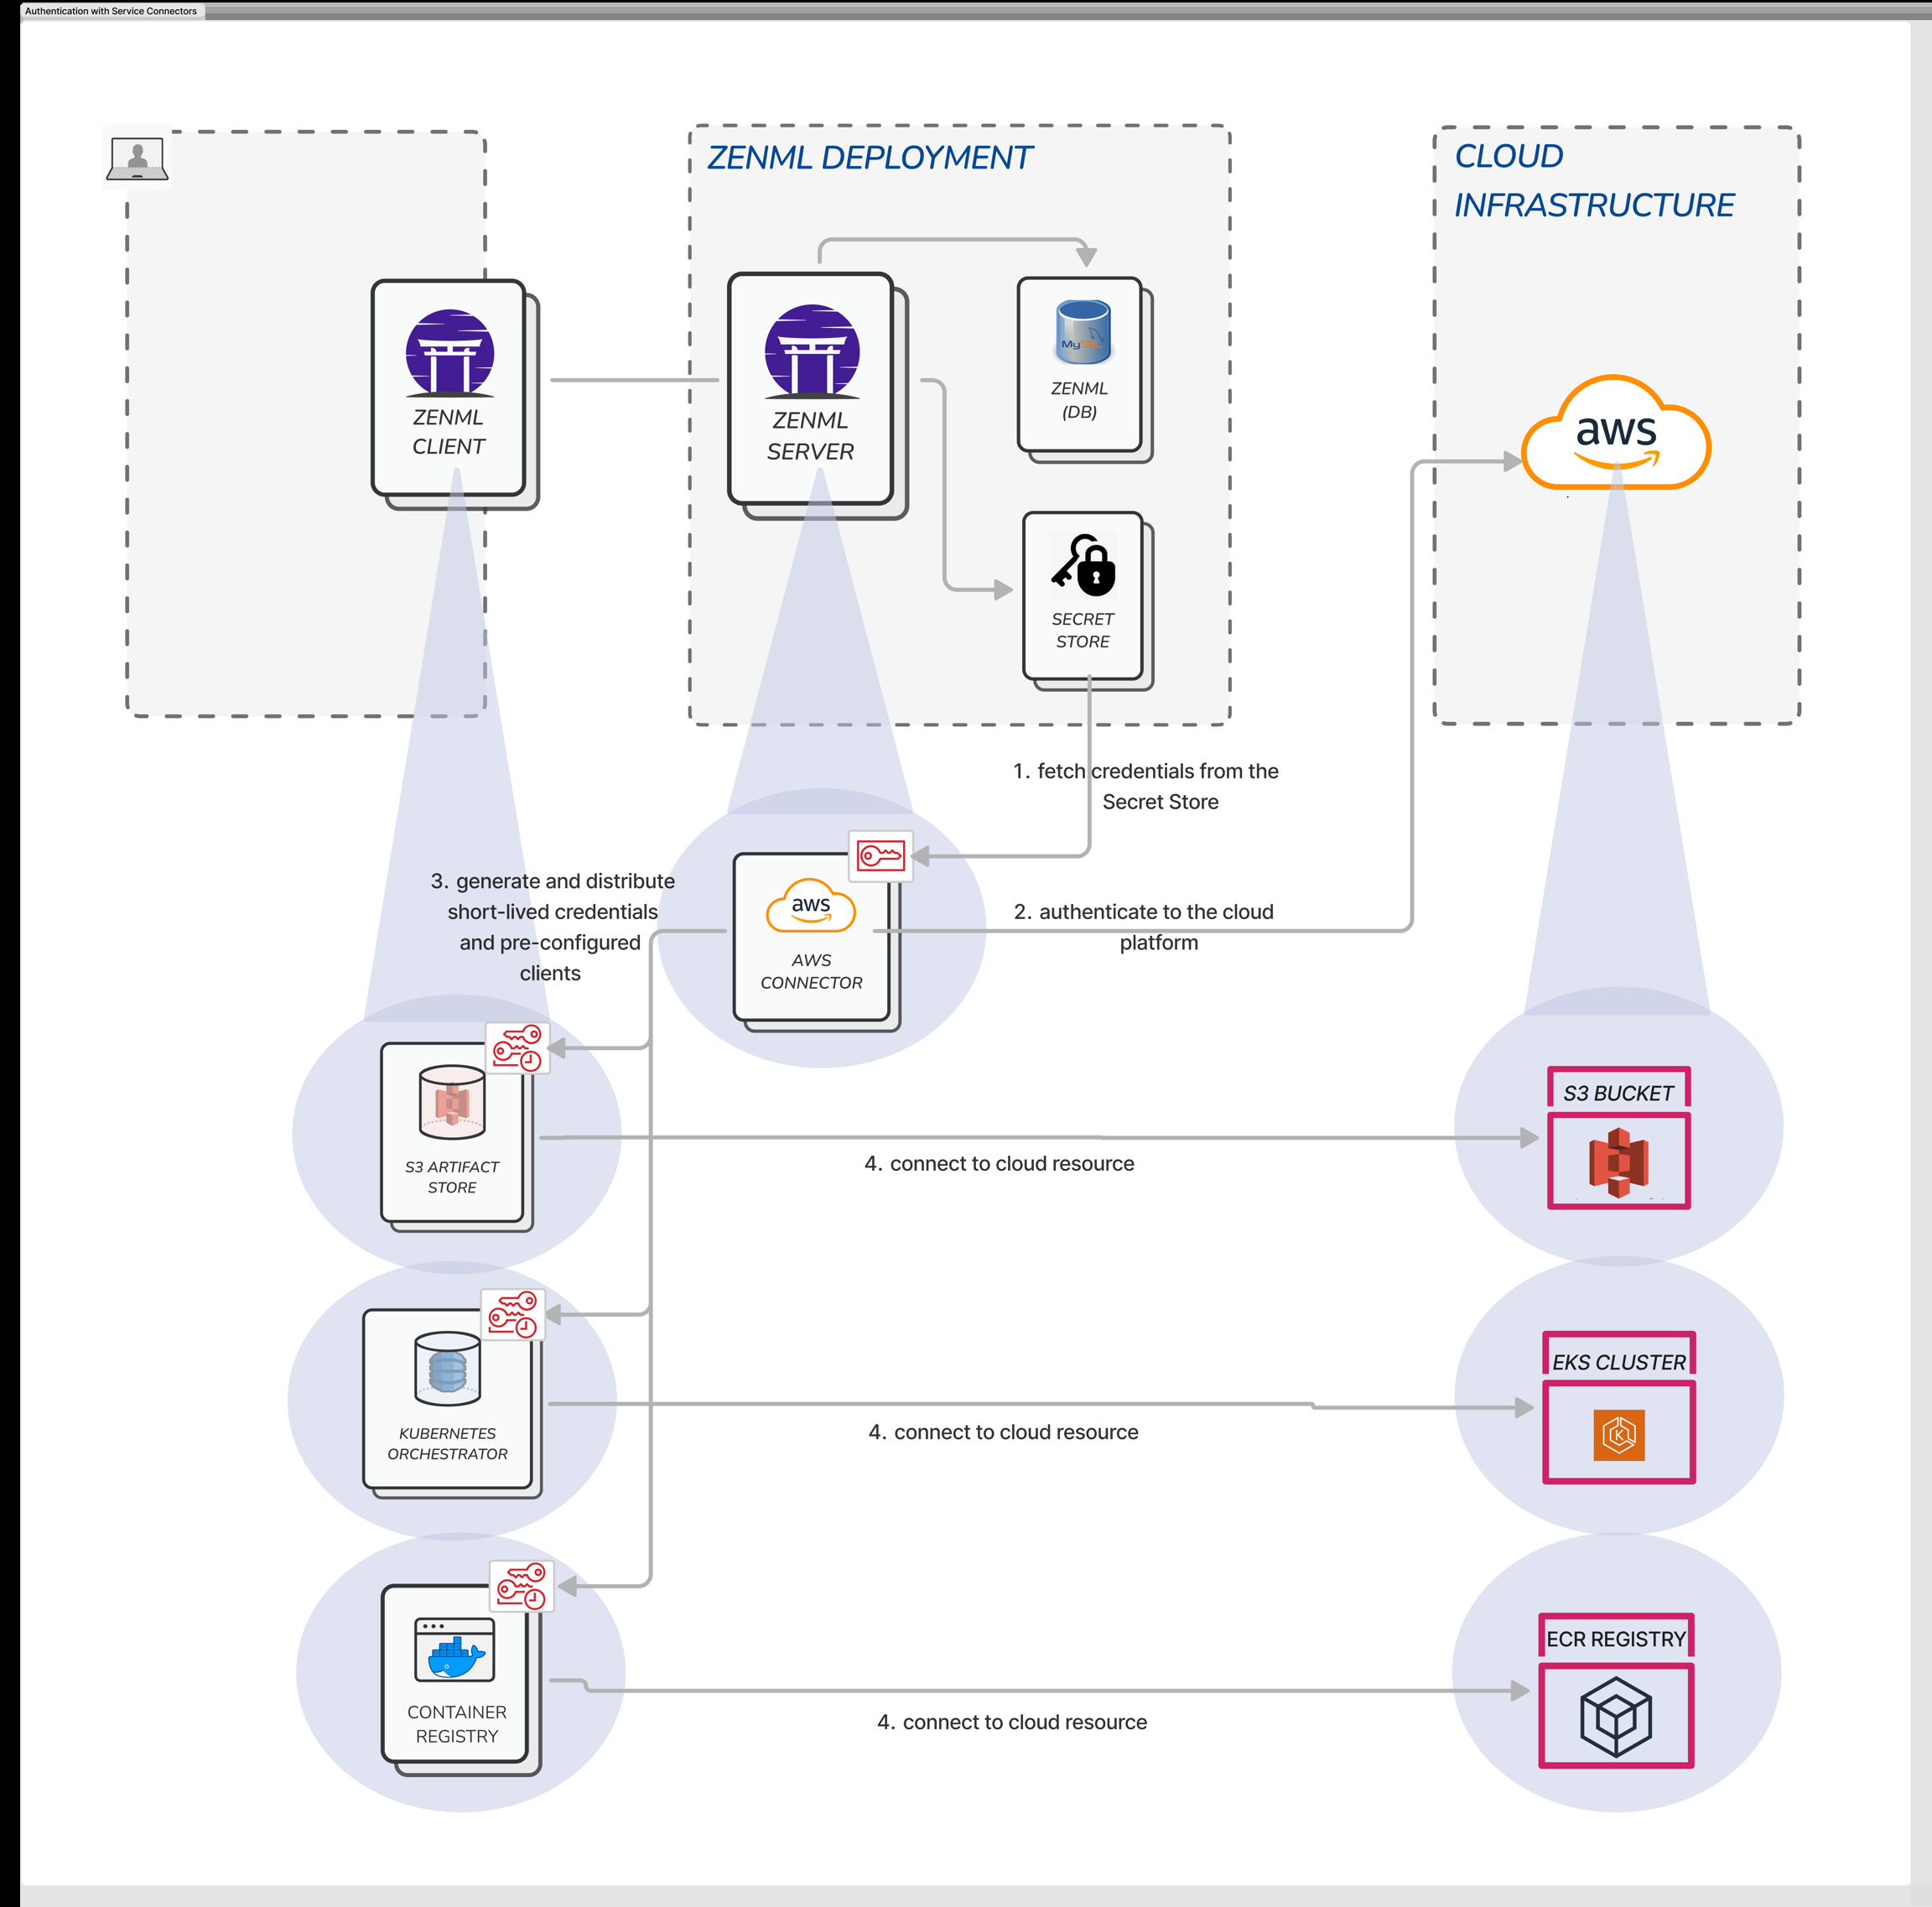 Authentication with Service Connectors
ZENML DEPLOYMENT
CLOUD
INFRASTRUCTURE
ZENML
CLIENT
ZENML
SERVER
MySQL
ZENML
(DB)
aws
SECRET
STORE
1. fetch credentials from the
Secret Store
3. generate and distribute
short-lived credentials
and pre-configured
clients
aws
AWS
CONNECTOR
2. authenticate to the cloud
platform
S3 ARTIFACT
STORE
4. connect to cloud resource
S3 BUCKET
KUBERNETES
ORCHESTRATOR
4. connect to cloud resource
EKS CLUSTER
K
CONTAINER
REGISTRY
4. connect to cloud resource
ECR REGISTRY